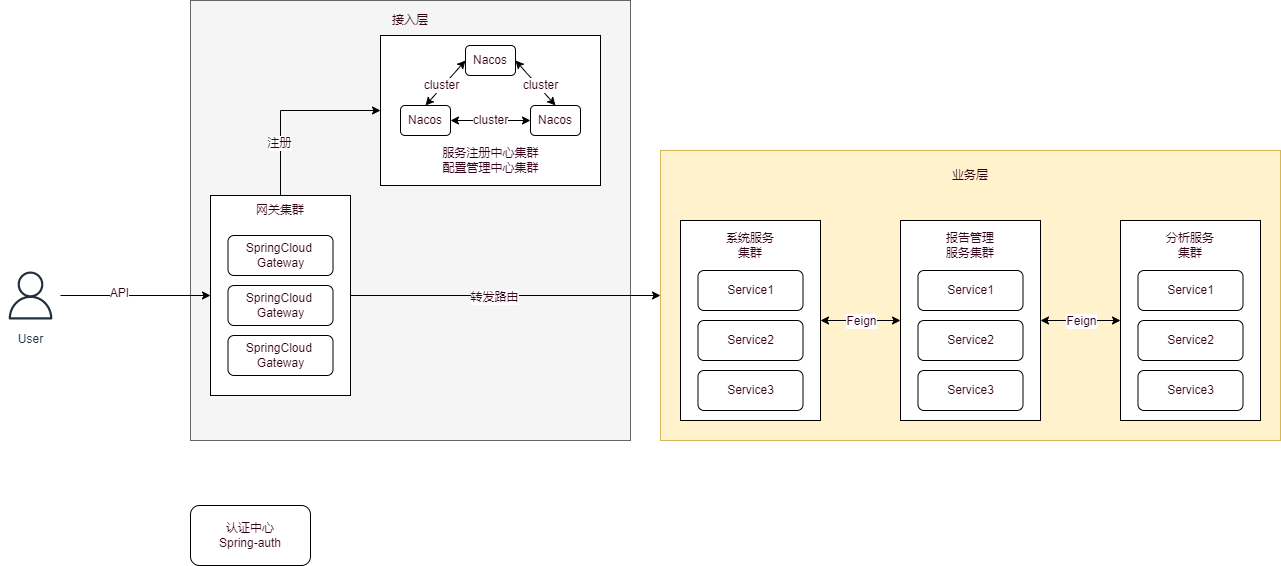 接入层
Nacos
cluster
cluster
Nacos
cluster
Nacos
服务注册中心集群
配置管理中心集群
注册
网关集群
SpringCloud
Gateway
SpringCloud
Gateway
SpringCloud
Gateway
User
API
转发路由
业务层
系统服务
集群
Service1
Service2
Service3
Feign
报告管理
服务集群
Service1
Service2
Service3
Feign
分析服务
集群
Service1
Service2
Service3
认证中心
Spring-auth